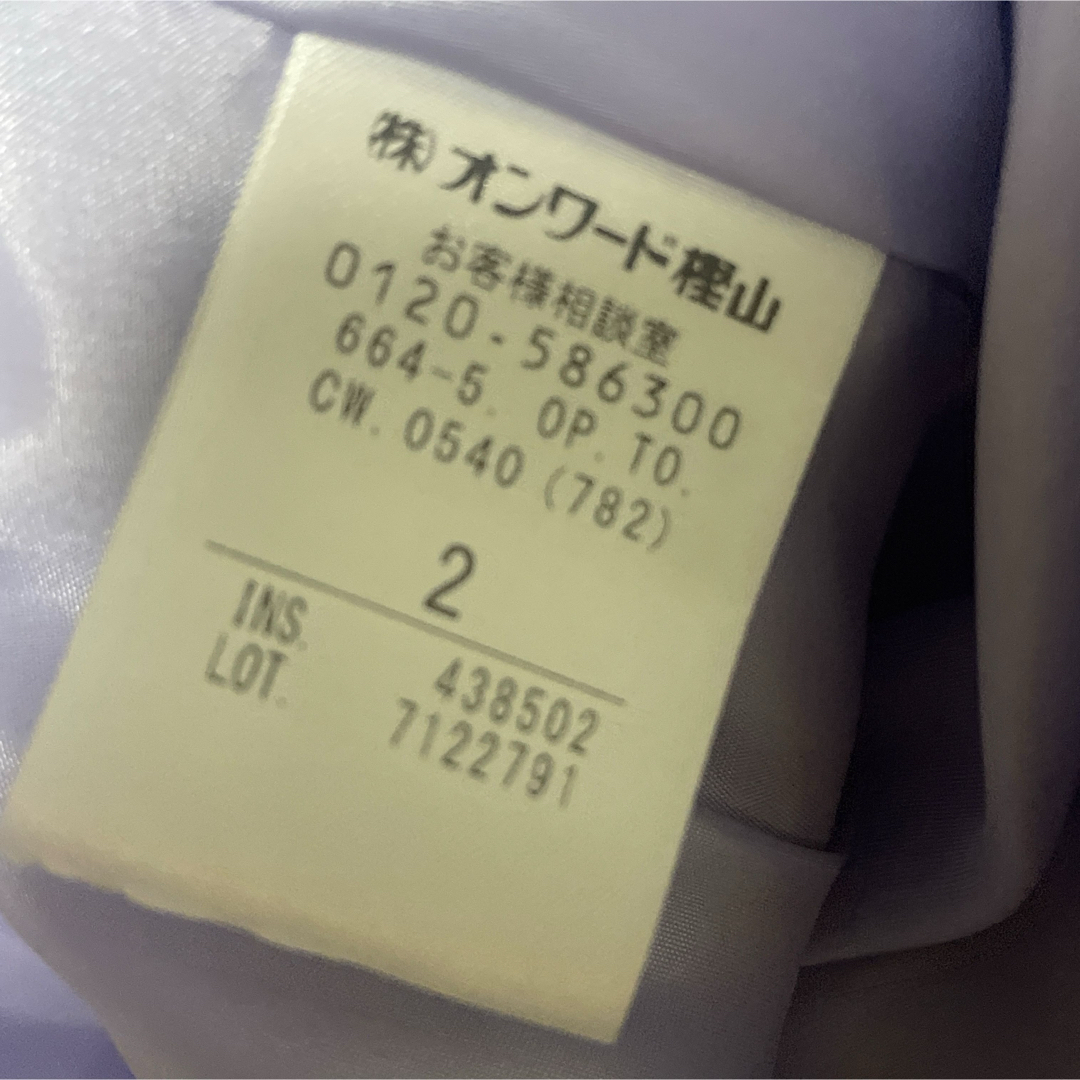 ㈱オンワード樫山
お客様相談室
0120-586300
664-5. OP. TO.
CW. 0540 (782)
2
INS. 438502
LOT. 7122791